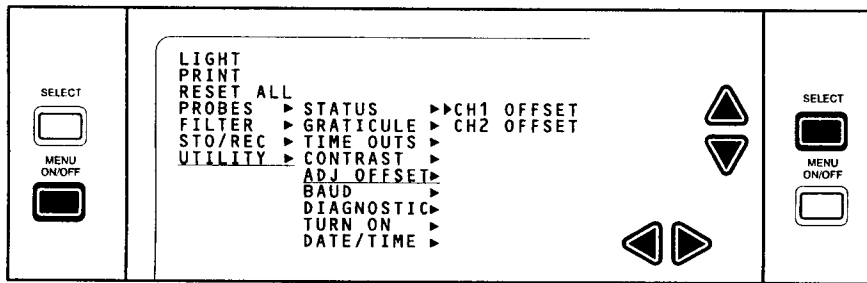 SELECT
MENU
ON/OFF
LIGHT
PRINT
RESET ALL
PROBES ▶ STATUS ▶▶CH1 OFFSET
FILTER ▶ GRATICULE ▶ CH2 OFFSET
STO/REC ▶ TIME OUTS ▶
UTILITY ▶ CONTRAST ▶
ADJ OFFSET▶
BAUD ▶
DIAGNOSTIC▶
TURN ON ▶
DATE/TIME ▶
SELECT
MENU
ON/OFF